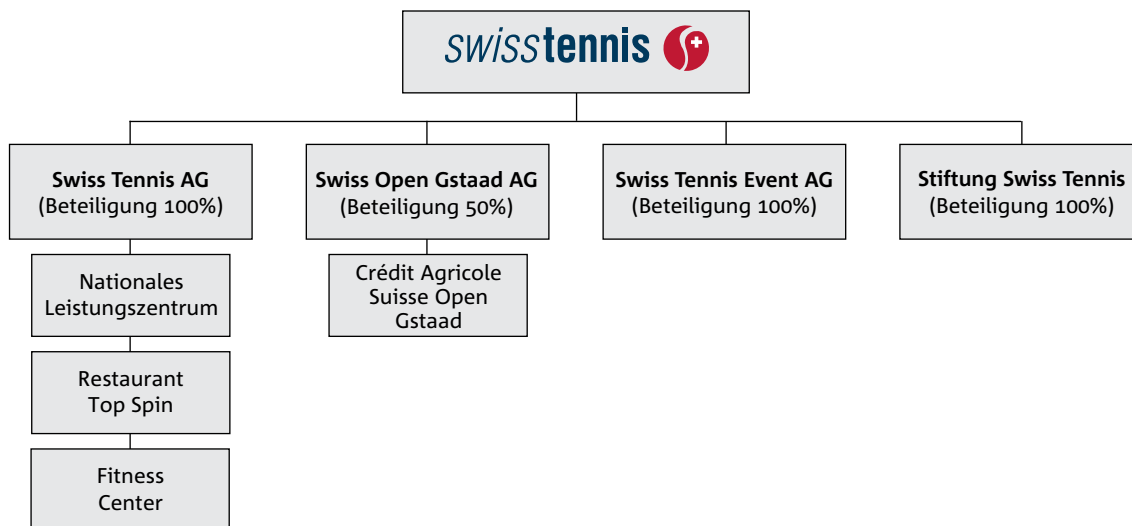 swisstennis
Swiss Tennis AG
(Beteiligung 100%)
Swiss Open Gstaad AG
(Beteiligung 50%)
Swiss Tennis Event AG
(Beteiligung 100%)
Stiftung Swiss Tennis
(Beteiligung 100%)
Nationales
Leistungszentrum
Crédit Agricole
Suisse Open
Gstaad
Restaurant
Top Spin
Fitness
Center